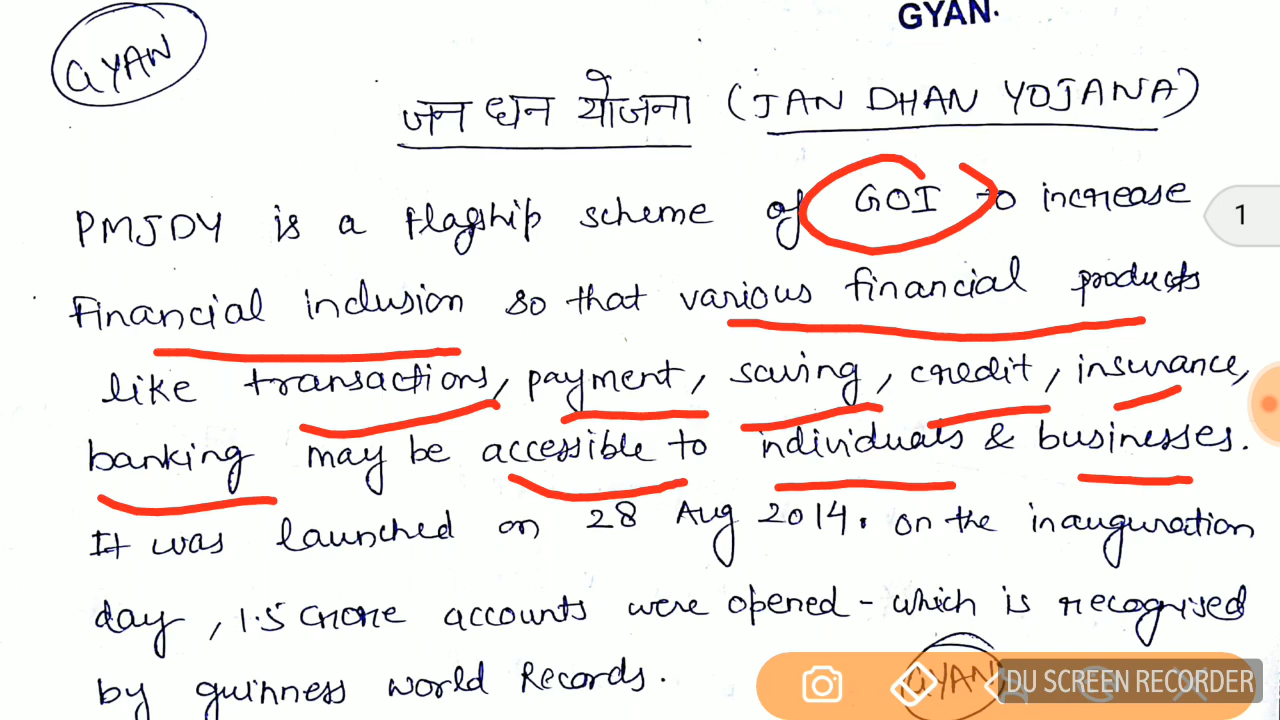 GYAN.
GYAN
जन धन योजना (JAN DHAN YOJANA)
PMJDY is a flagship scheme of GOI to increase
Financial inclusion so that various financial products
like transactions, payment, saving, credit, insurance,
banking may be accessible to individuals & businesses.
It was launched on 28 Aug 2014. on the inauguration
day, 1.5 crore accounts were opened - which is recognised
by guinness world Records.
GYAN
DU SCREEN RECORDER
1